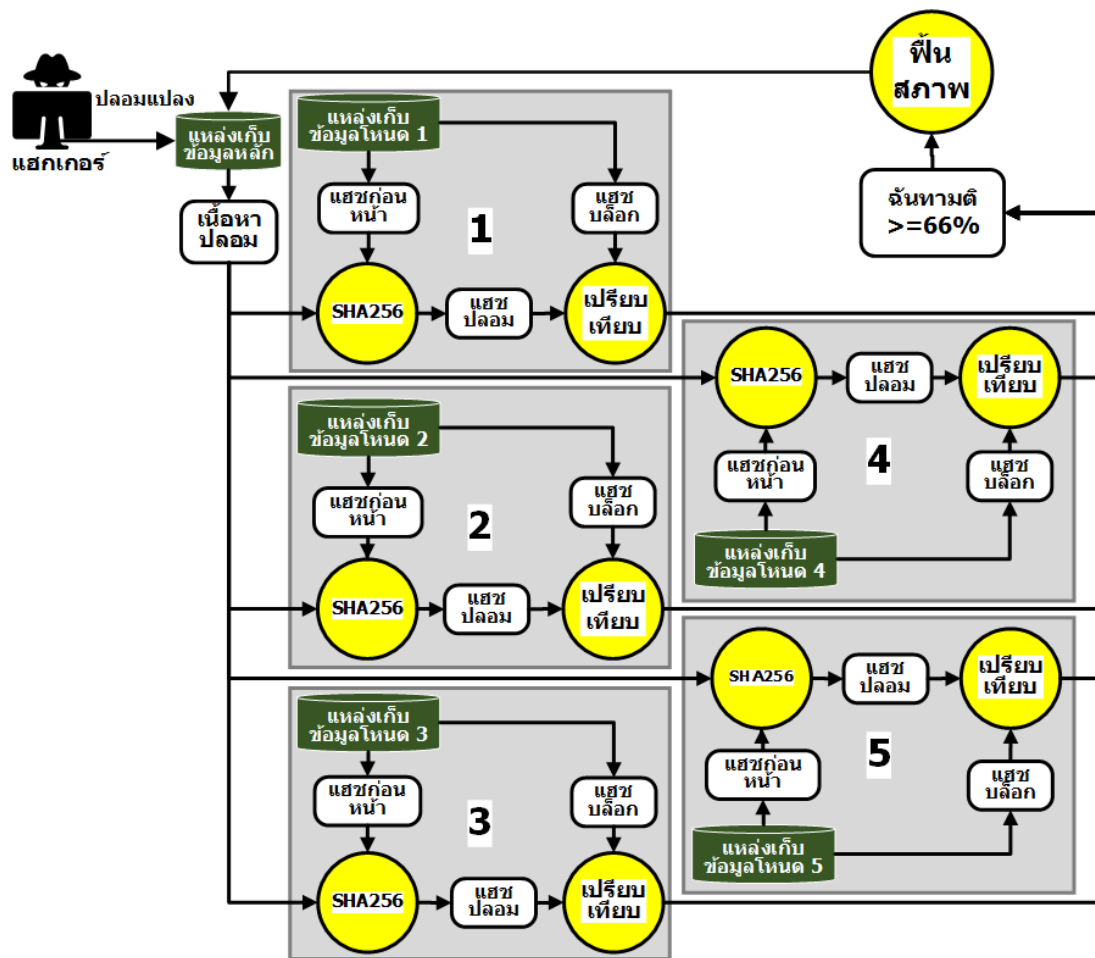 ฟื้น
สภาพ
ปลอมแปลง
แฮกเกอร์
แหล่งเก็บ
ข้อมูลหลัก
เนื้อหา
ปลอม
ฉันทามติ
>=66%
แหล่งเก็บ
ข้อมูลโหนด 1
แฮชก่อน
หน้า
แฮช
บล็อก
1
SHA256
แฮช
ปลอม
เปรียบ
เทียบ
แหล่งเก็บ
ข้อมูลโหนด 2
แฮชก่อน
หน้า
แฮช
บล็อก
2
SHA256
แฮช
ปลอม
เปรียบ
เทียบ
แหล่งเก็บ
ข้อมูลโหนด 3
แฮชก่อน
หน้า
แฮช
บล็อก
3
SHA256
แฮช
ปลอม
เปรียบ
เทียบ
SHA256
แฮช
ปลอม
เปรียบ
เทียบ
แฮชก่อน
หน้า
4
แฮช
บล็อก
แหล่งเก็บ
ข้อมูลโหนด 4
SHA256
แฮช
ปลอม
เปรียบ
เทียบ
แฮชก่อน
หน้า
5
แฮช
บล็อก
แหล่งเก็บ
ข้อมูลโหนด 5